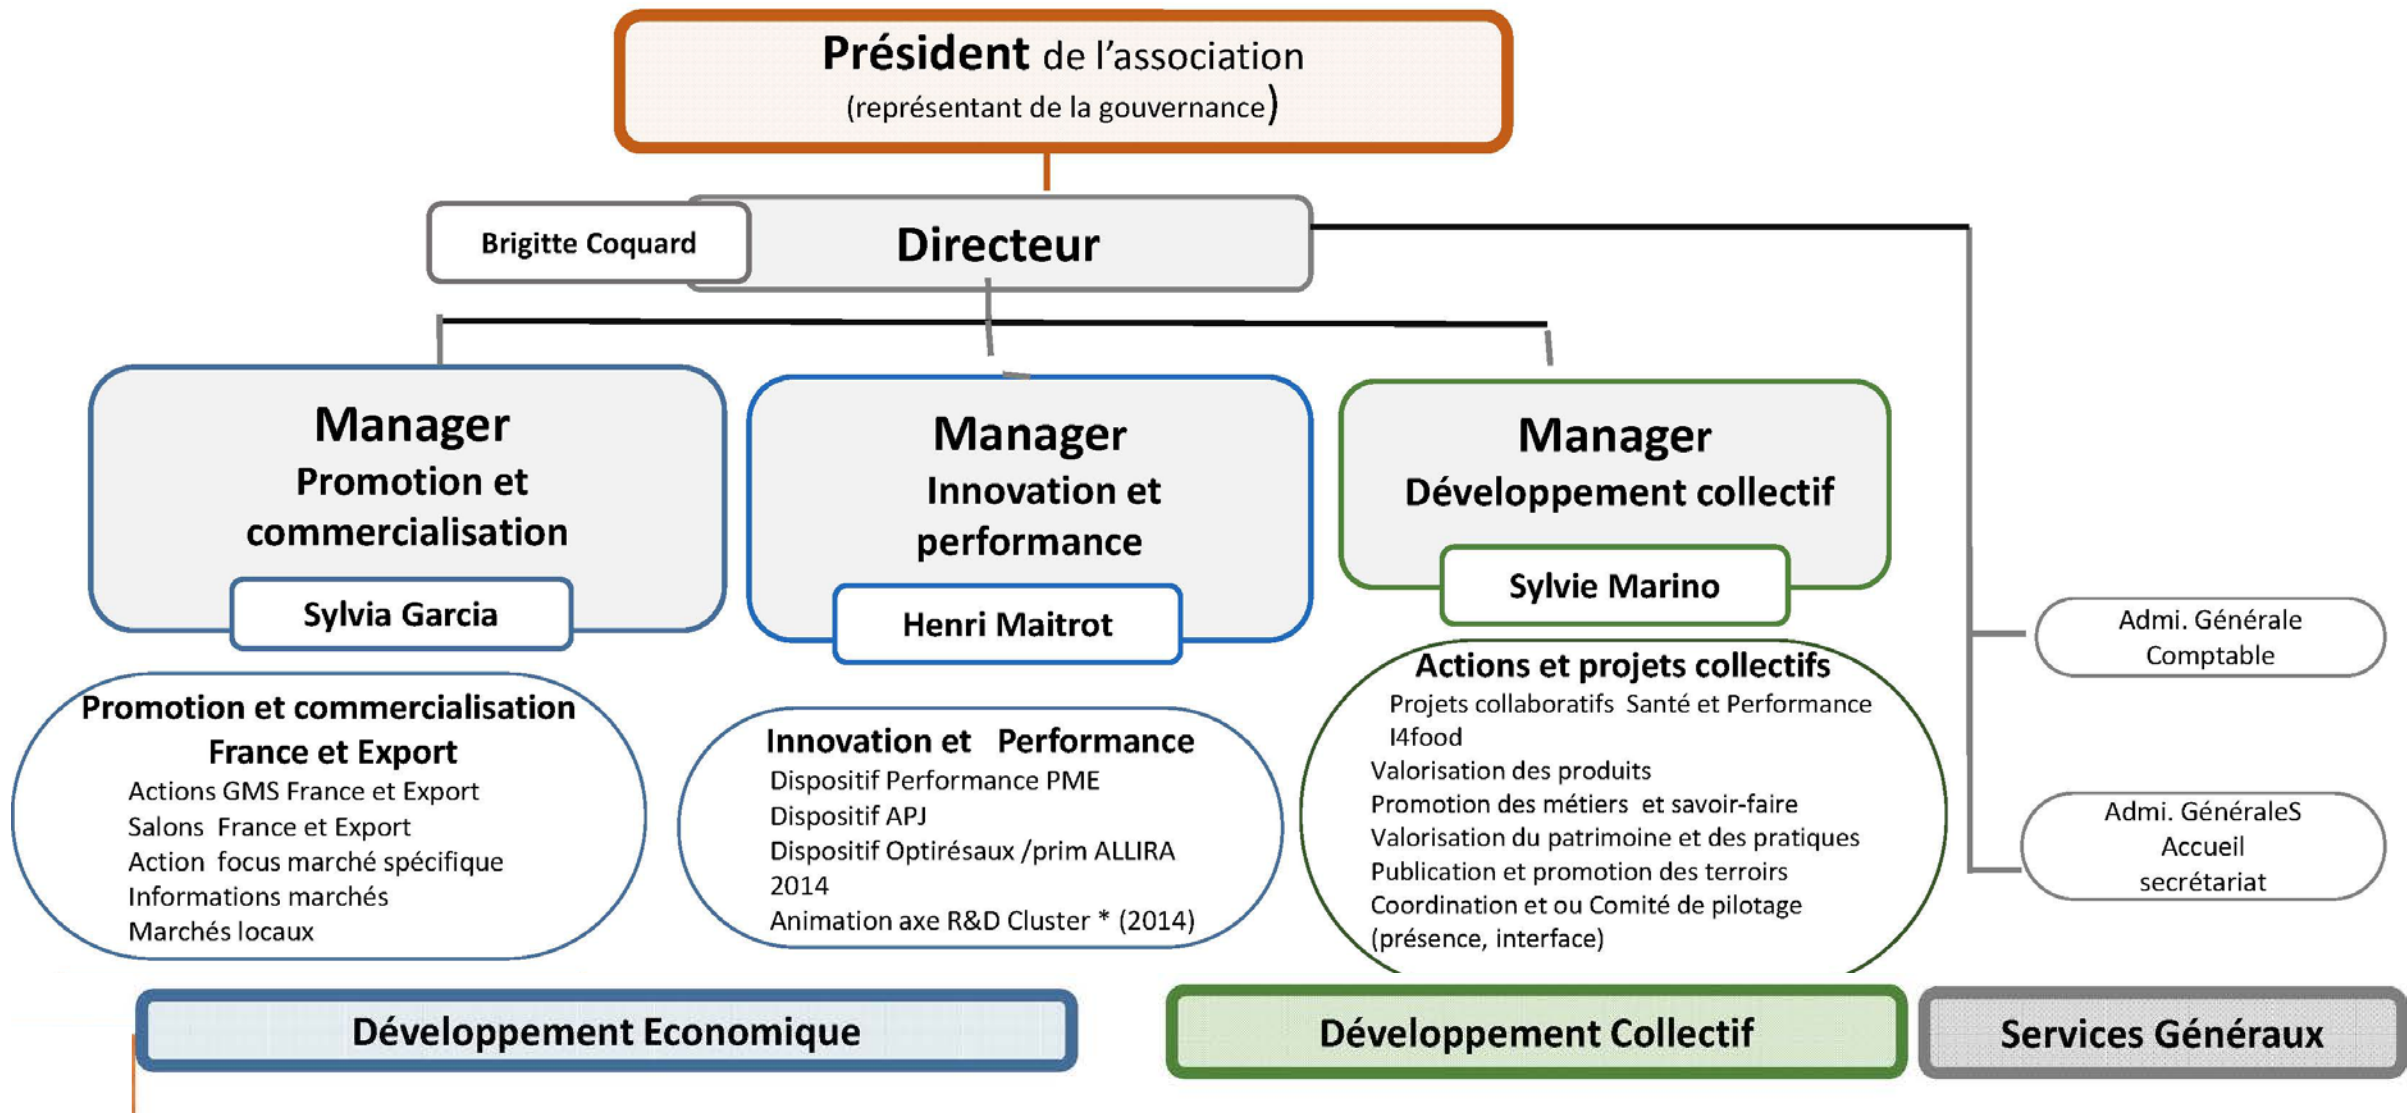 Président de l'association
(représentant de la gouvernance)
Brigitte Coquard
Directeur
Manager
Promotion et
commercialisation
Sylvia Garcia
Manager
Innovation et
performance
Henri Maitrot
Manager
Développement collectif
Sylvie Marino
Promotion et commercialisation
France et Export
Actions GMS France et Export
Salons France et Export
Action focus marché spécifique
Informations marchés
Marchés locaux
Innovation et Performance
Dispositif Performance PME
Dispositif APJ
Dispositif Optirésaux /prim ALLIRA
2014
Animation axe R&D Cluster * (2014)
Actions et projets collectifs
Projets collaboratifs Santé et Performance
I4food
Valorisation des produits
Promotion des métiers et savoir-faire
Valorisation du patrimoine et des pratiques
Publication et promotion des terroirs
Coordination et ou Comité de pilotage
(présence, interface)
Admi. Générale
Comptable
Admi. GénéraleS
Accueil
secrétariat
Développement Economique
Développement Collectif
Services Généraux